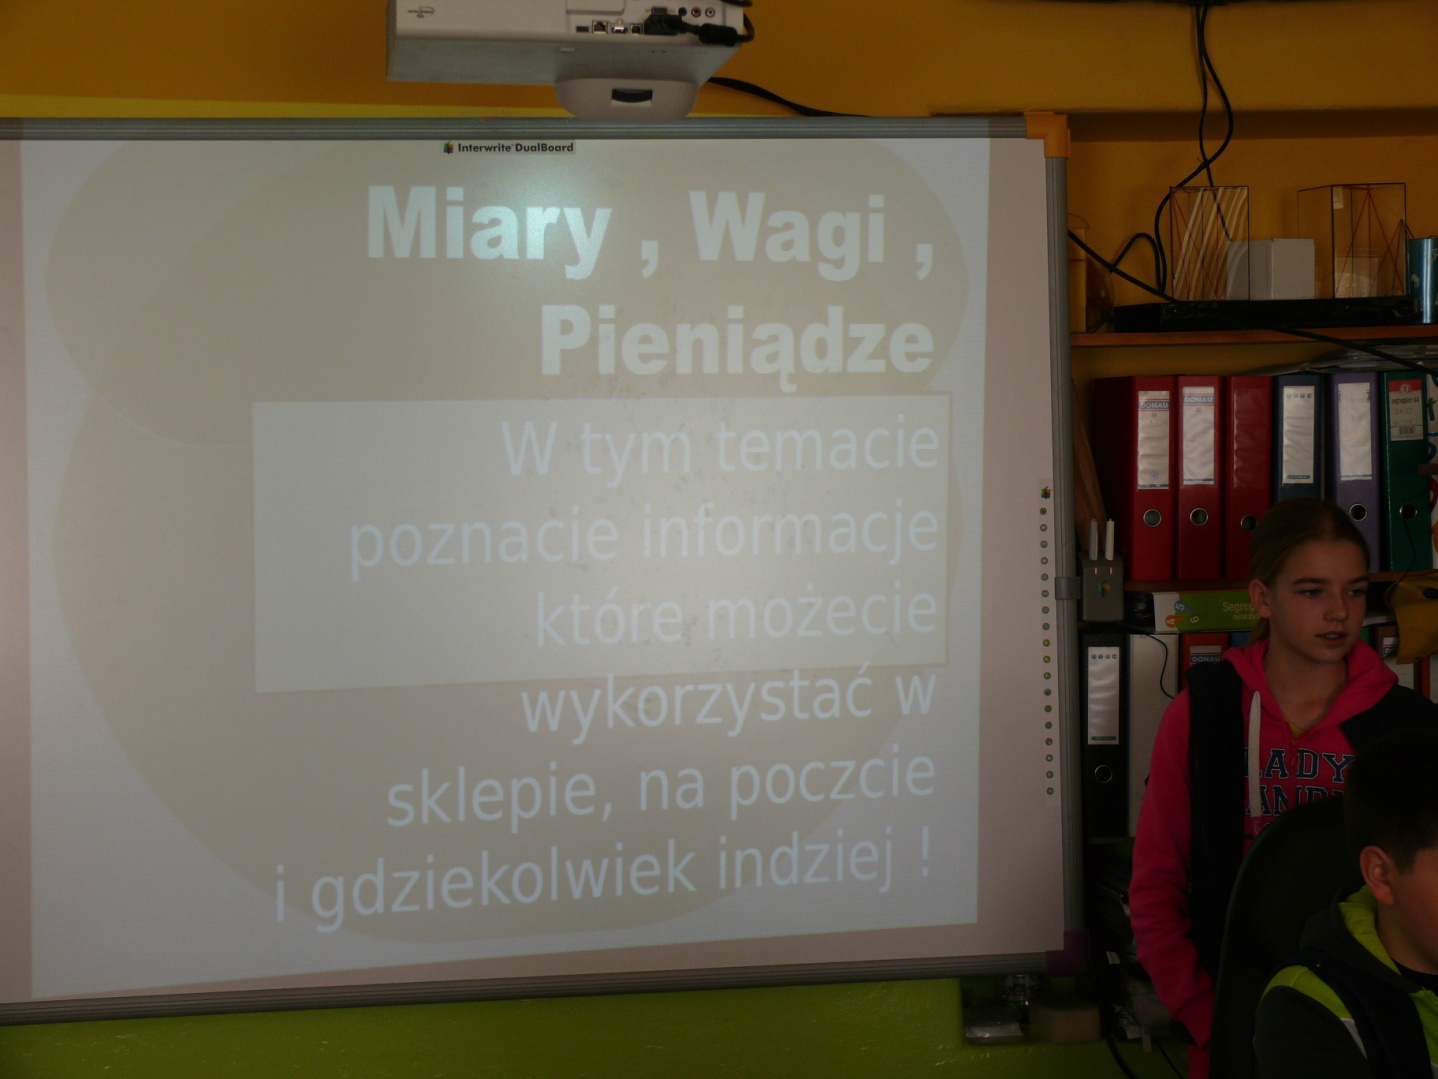 Interwrite DualBoard
Miary , Wagi ,
Pieniądze
W tym temacie
poznacie informacje
które możecie
wykorzystać w
sklepie, na poczcie
i gdziekolwiek indziej !
DONAU
DONAU
DONAU
LADY